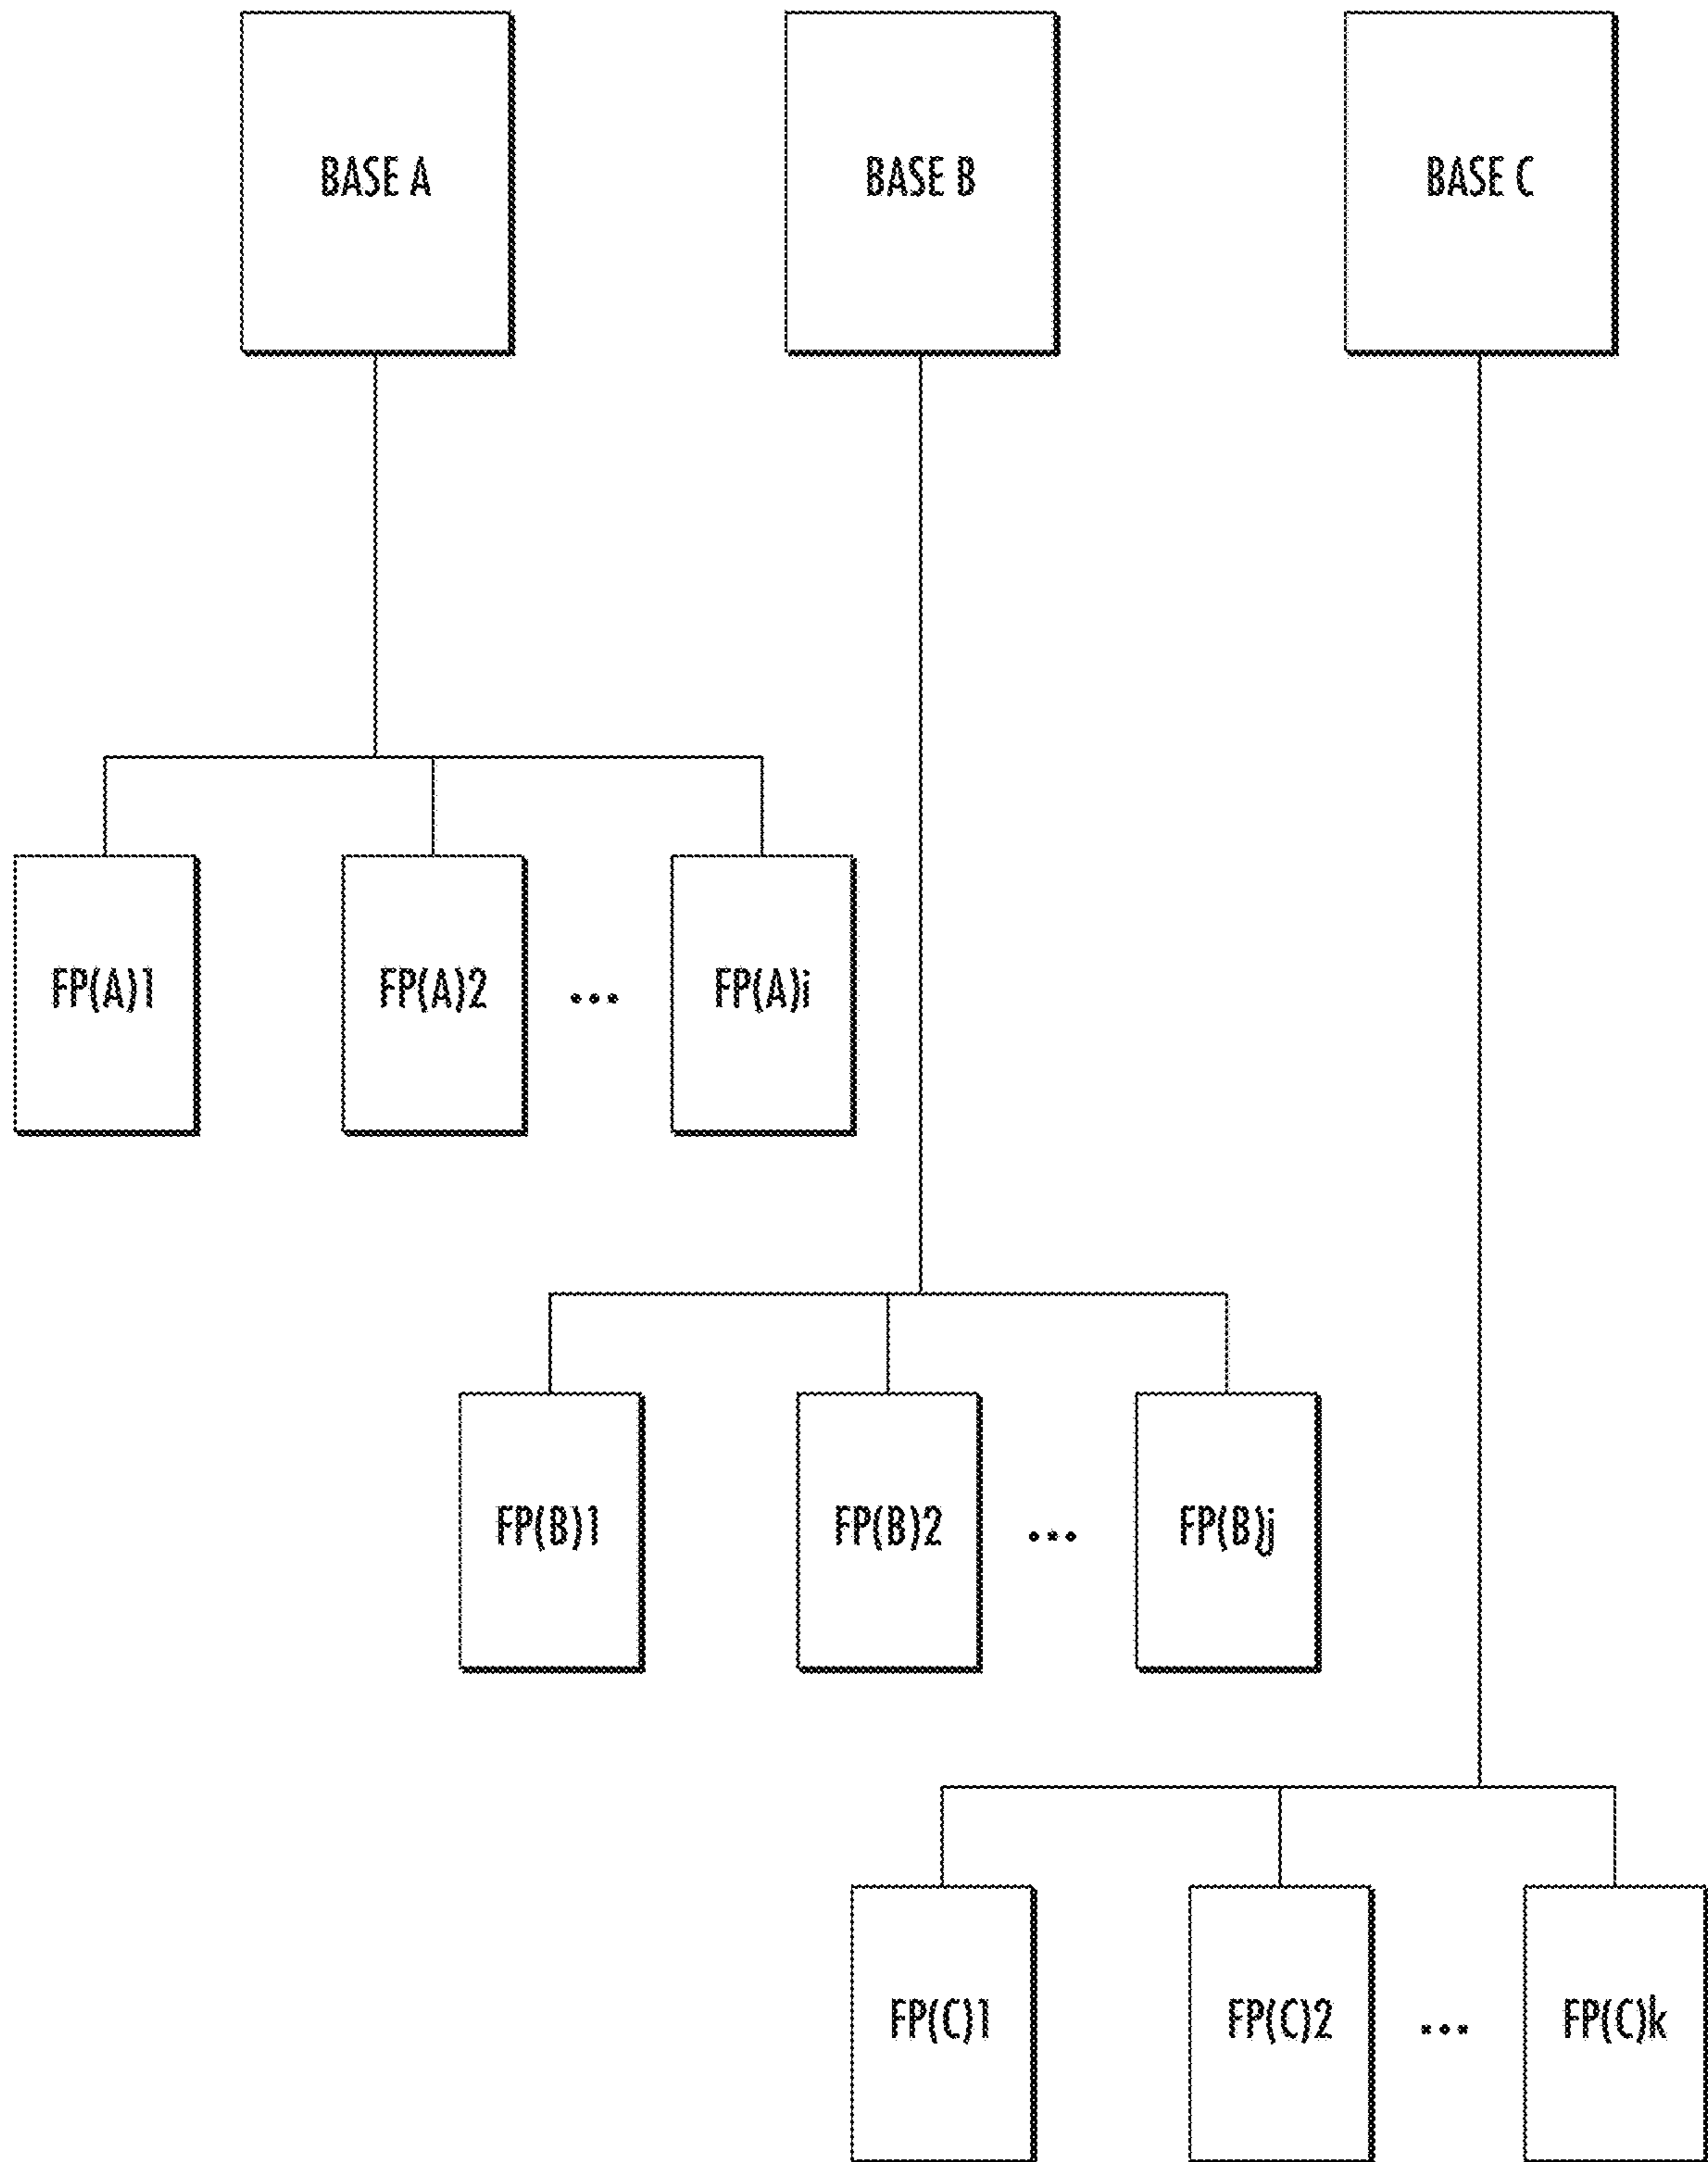 BASE A BASE B BASE C
FP(A)1 FP(A)2 ... FP(A)i
FP(B)1 FP(B)2 ... FP(B)j
FP(C)1 FP(C)2 ... FP(C)k